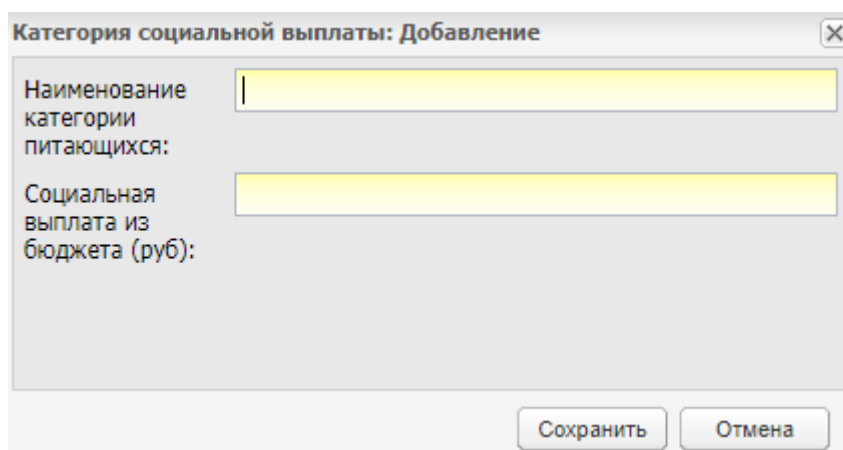 Категория социальной выплаты: Добавление
Наименование
категории
питающихся:
Социальная
выплата из
бюджета (руб):
Сохранить
Отмена